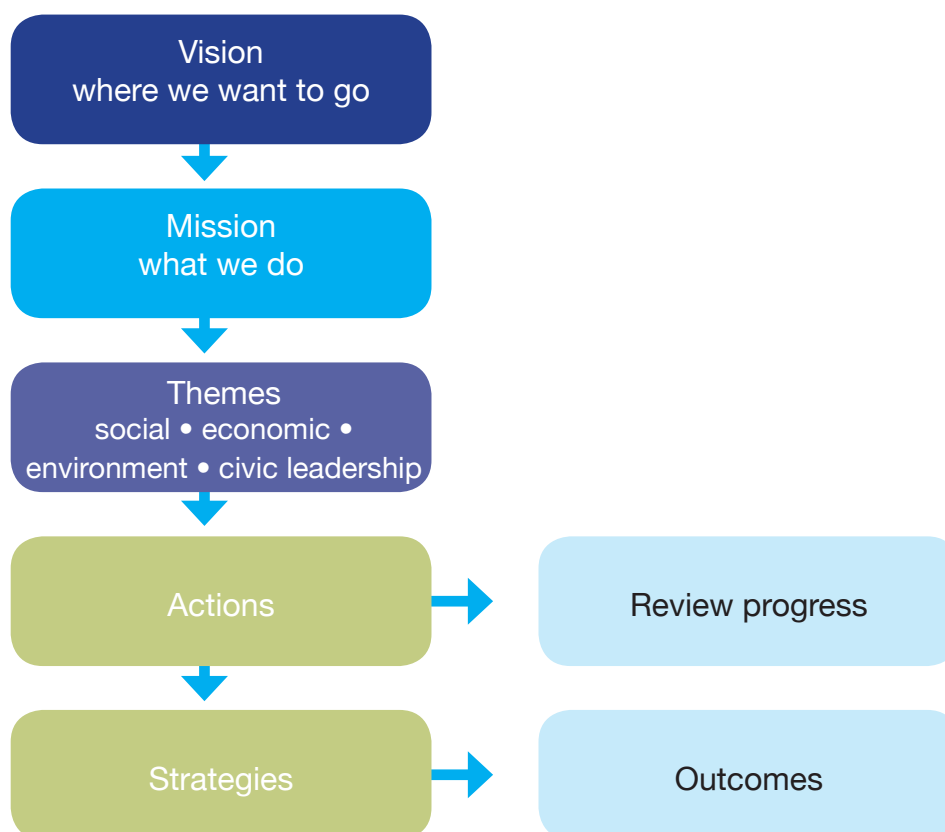 Vision
where we want to go
Mission
what we do
Themes
social • economic •
environment • civic leadership
Actions
Review progress
Strategies
Outcomes